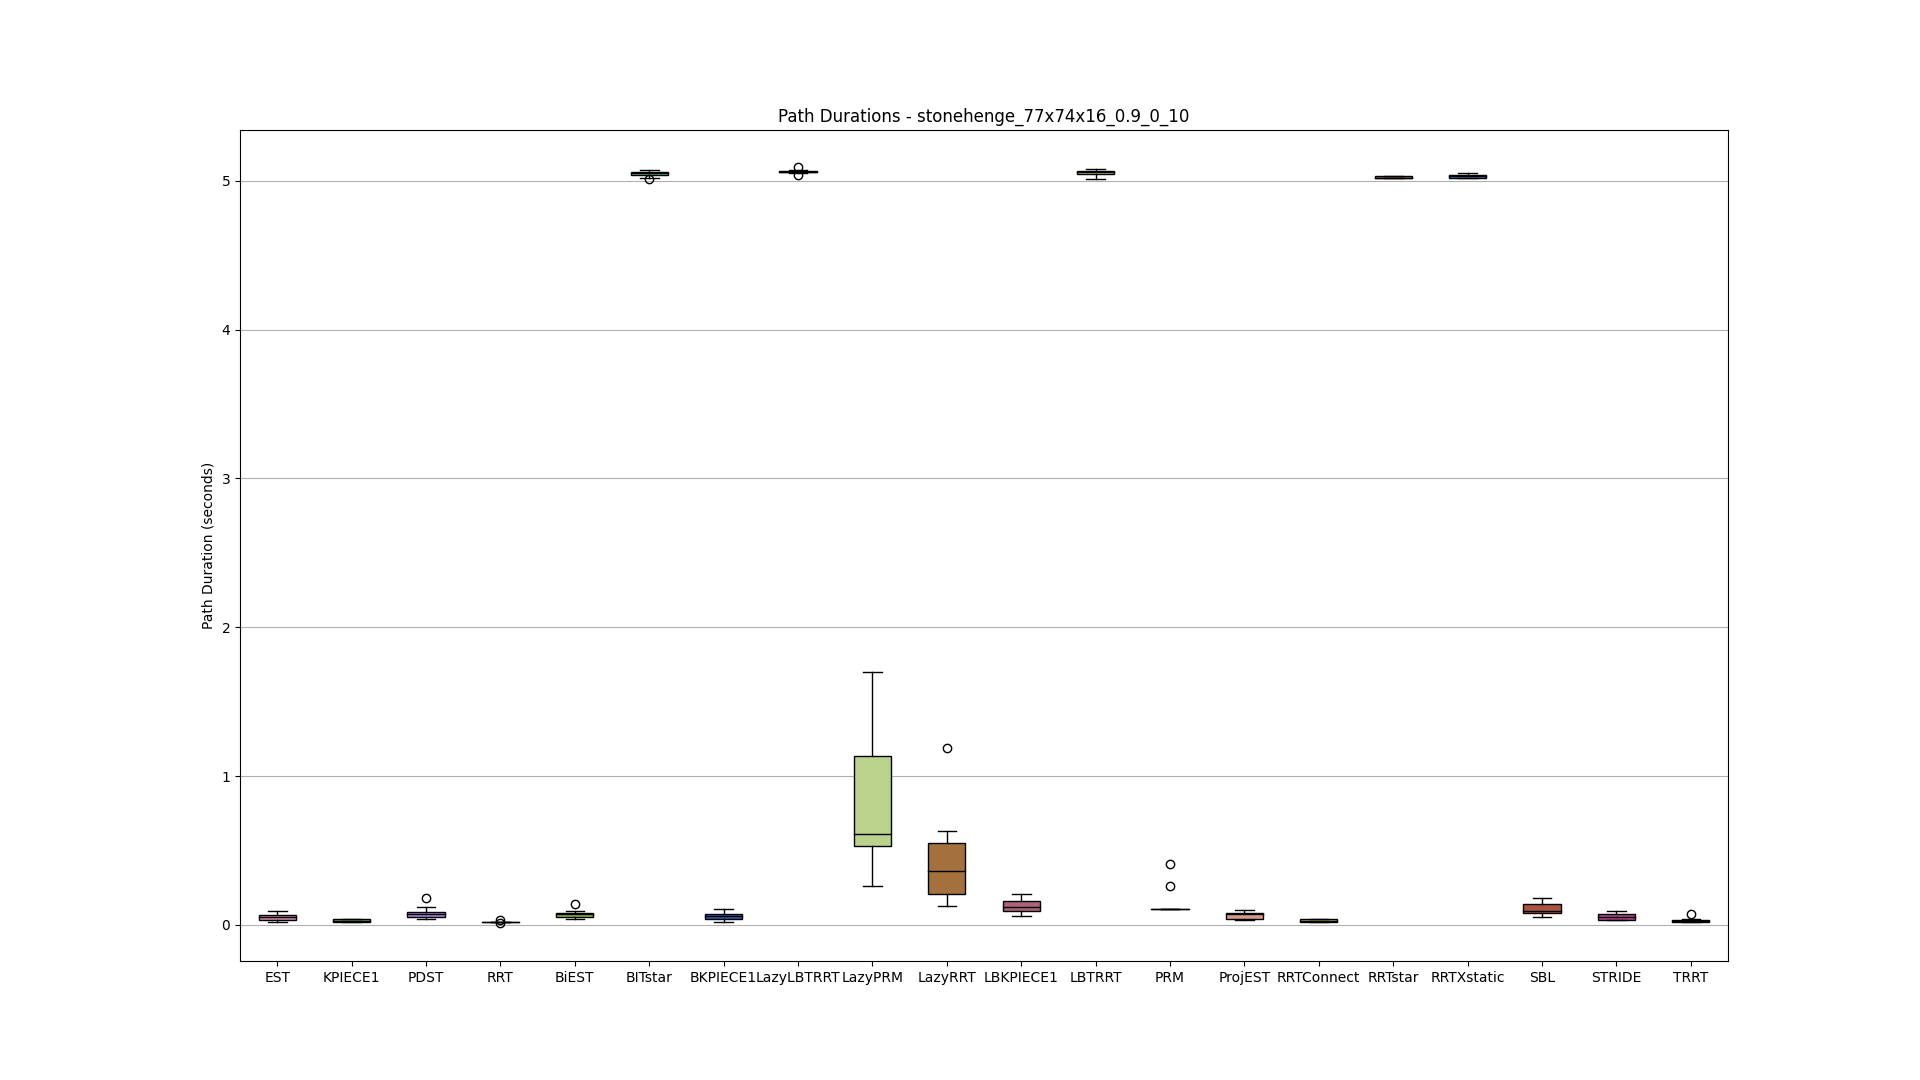 Path Durations - stonehenge_77x74x16_0.9_0_10
Path Duration (seconds)
5
4
3
2
1
0
EST KPIECE1 PDST RRT BiEST BITstar BKPIECE1 LazyLBTRRT LazyPRM LazyRRT LBKPIECE1 LBTRRT PRM ProjEST RRTConnect RRTstar RRTXstatic SBL STRIDE TRRT